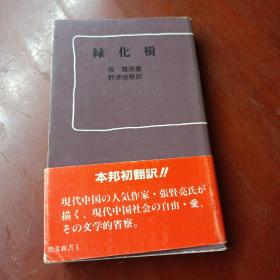 緑化樹
張賢亮著
野澤俊敬訳
本邦初翻訳!!
現代中国の人気作家・張賢亮氏が
描く、現代中国社会の自由・愛、
その文学的省察。